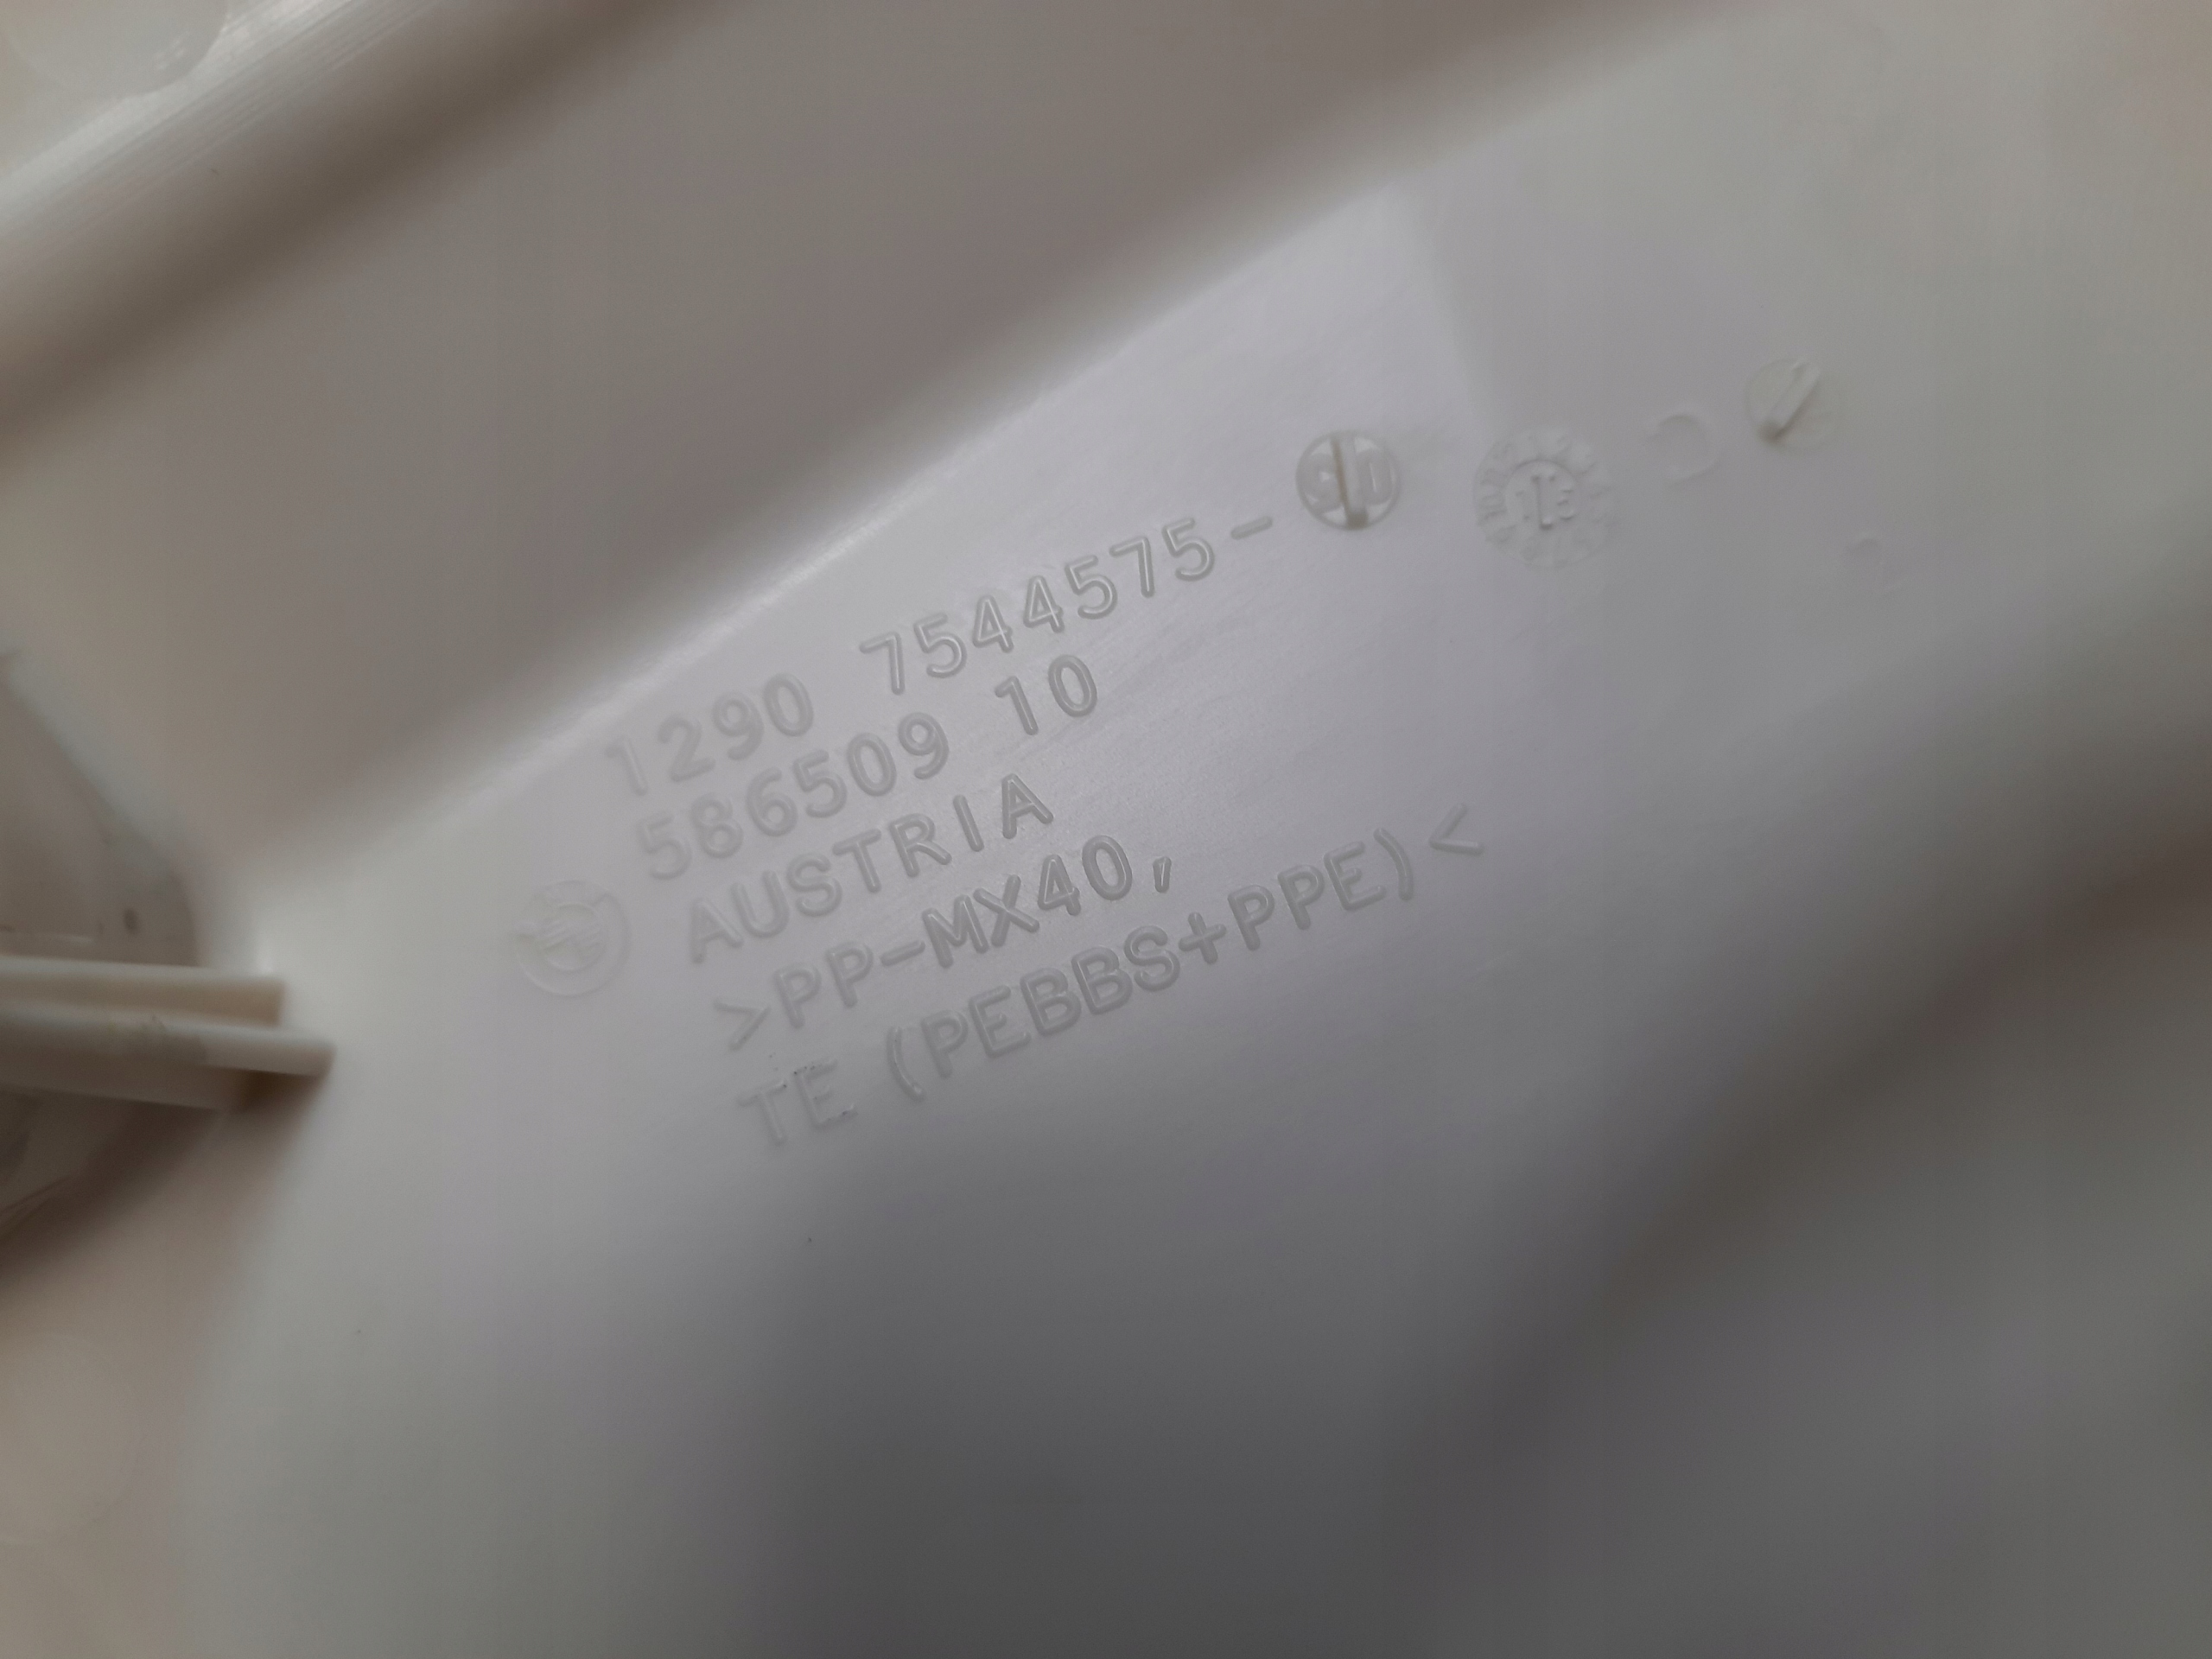 1290 7544575-
586509 10
AUSTRIA
>PP-MX40,
TE (PEBBS+PPE)<